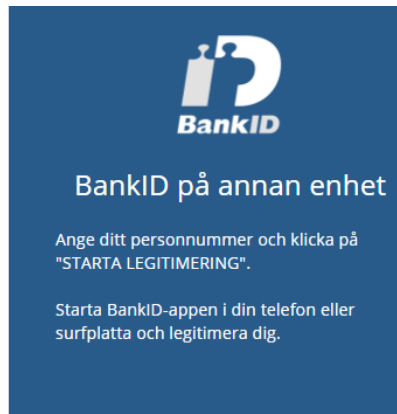 BankID
BankID på annan enhet
Ange ditt personnummer och klicka på
"STARTA LEGITIMERING".
Starta BankID-appen i din telefon eller
surfplatta och legitimera dig.